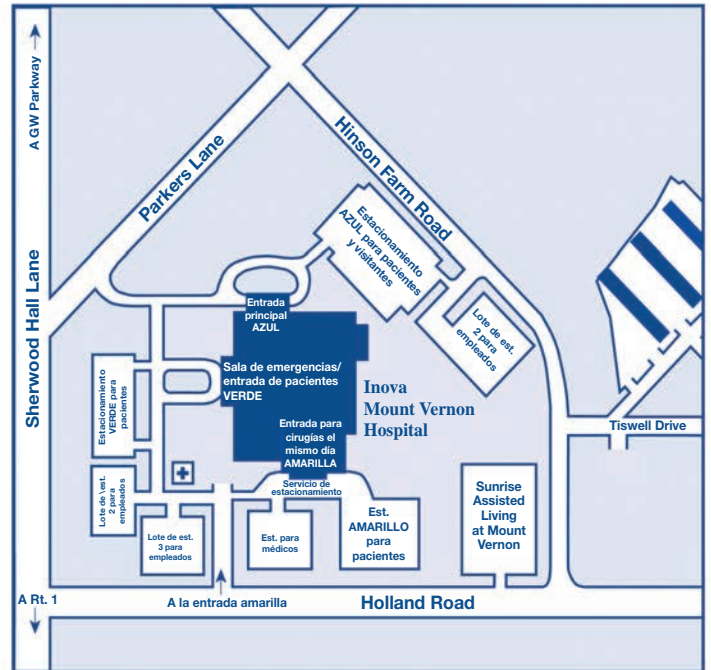 A GW Parkway
Sherwood Hall Lane
Parkers Lane
Hinson Farm Road
Estacionamiento
AZUL para pacientes
y visitantes
Lote de est.
2 para
empleados
Entrada
principal
AZUL
Sala de emergencias/
entrada de pacientes
VERDE
Inova
Mount Vernon
Hospital
Estacionamiento
VERDE para
pacientes
Tiswell Drive
Entrada para
cirugías el
mismo día
AMARILLA
Servicio de
estacionamiento
Lote de \est.
2 para
empleados
Lote de est.
3 para
empleados
Est. para
médicos
Est.
AMARILLO
para
pacientes
Sunrise
Assisted
Living
at Mount
Vernon
A Rt. 1
A la entrada amarilla
Holland Road